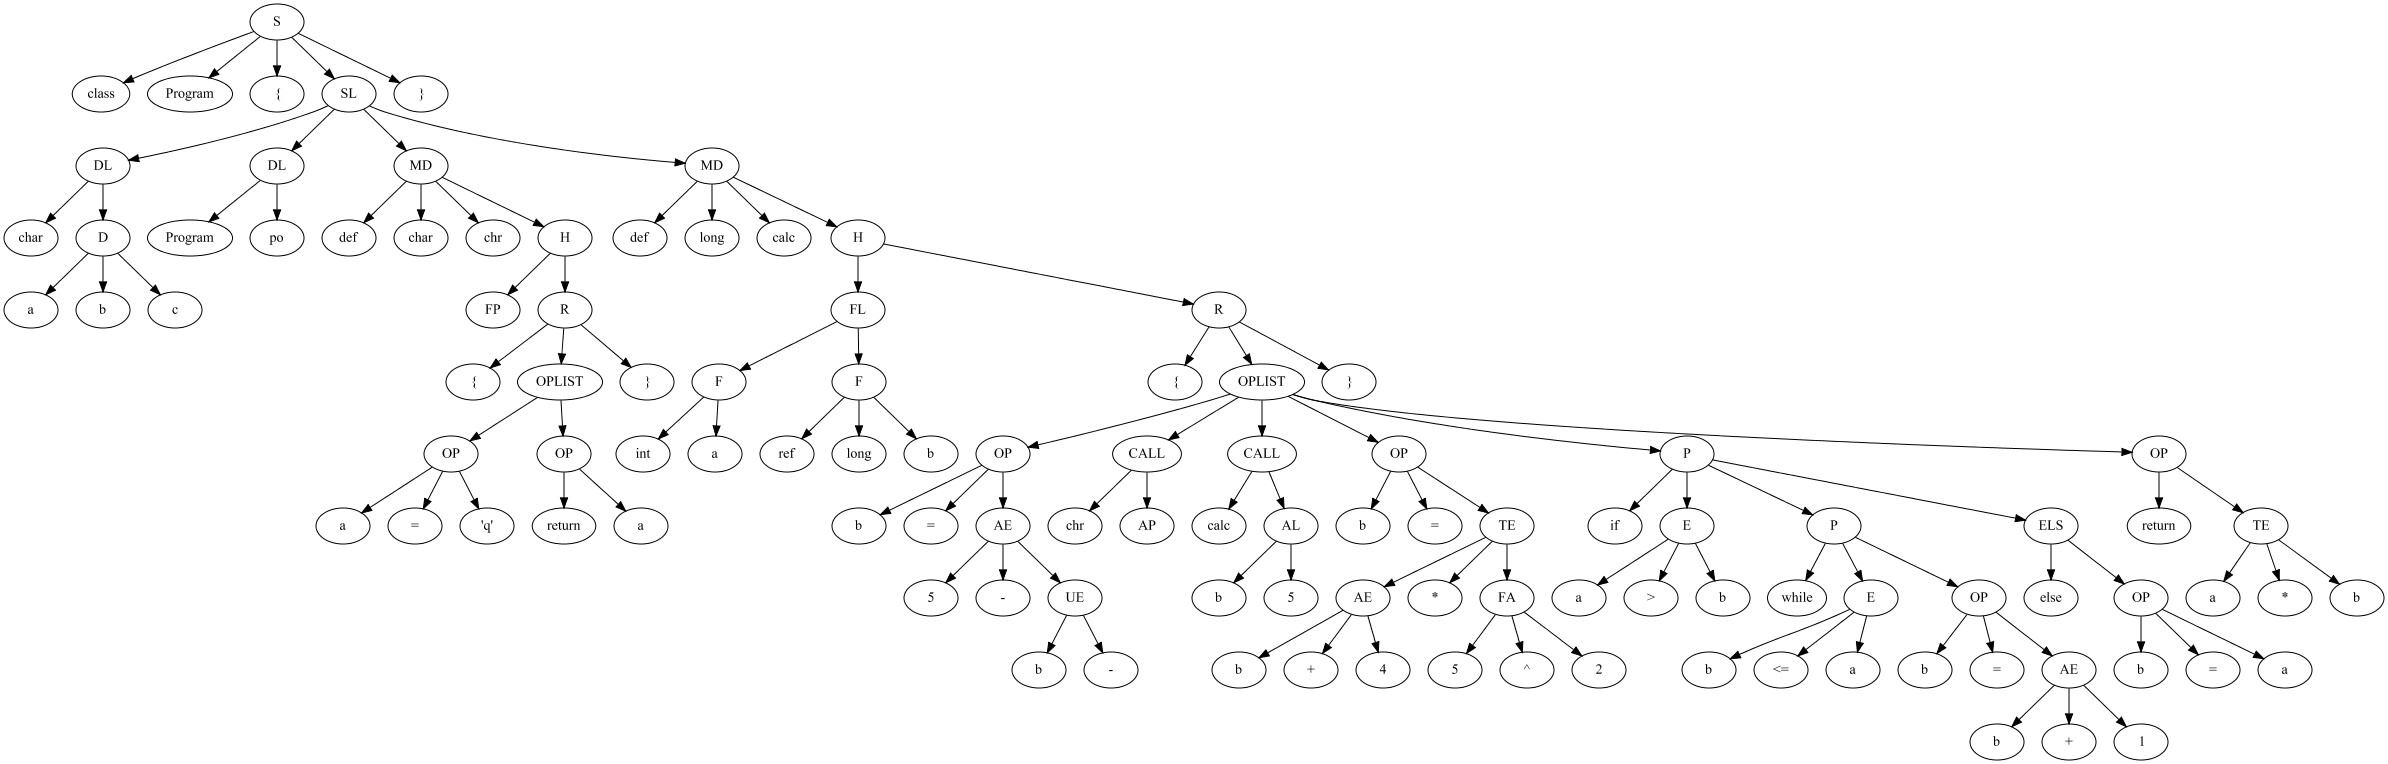 S
class Program { SL }
DL DL MD MD
char D Program po def char chr H def long calc H
a b c FP R FL R
{ OPLIST } F F { OPLIST }
OP OP int a ref long b OP CALL CALL OP P OP
a = 'q' return a b = AE chr AP calc AL b = TE if E P ELS return TE
5 - UE b 5 AE * FA a > b while E OP else OP a * b
b - b + 4 5 ^ 2 b <= a b = AE b = a
b + 1